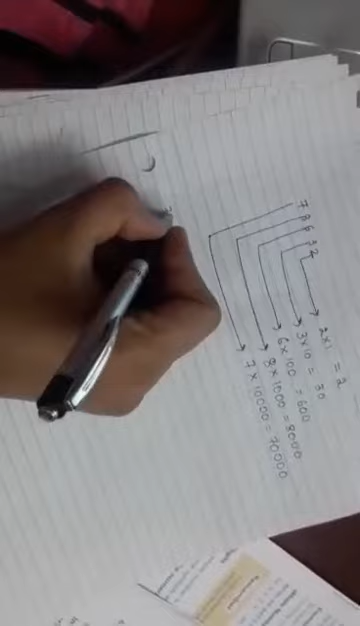 78632
2 x 1 = 2
3 x 10 = 30
6 x 100 = 600
8 x 1000 = 8000
7 x 10000 = 70000